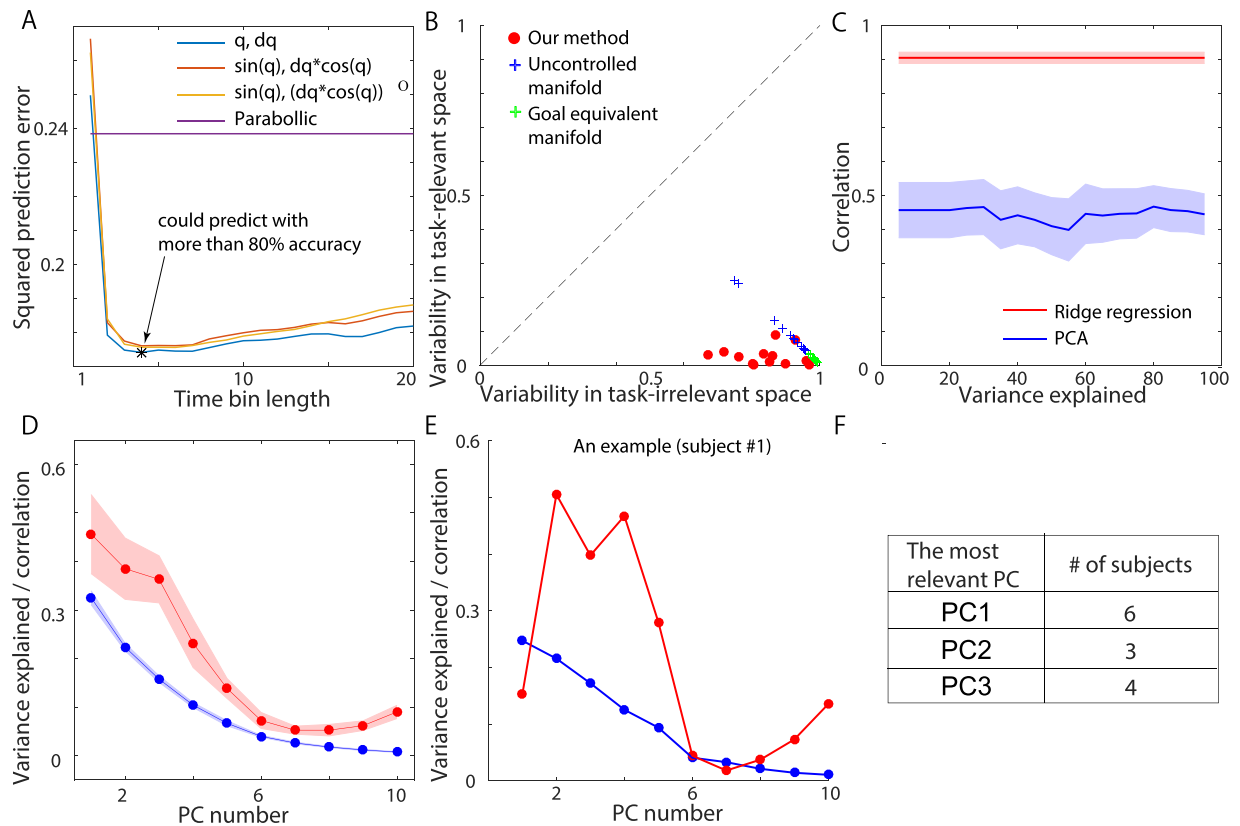 A
q, dq
sin(q), dq*cos(q)
sin(q), (dq*cos(q))
O
Parabollic
0.24
0.2
could predict with
more than 80% accuracy
Squared prediction error
1
10
20
Time bin length
B
Our method
Uncontrolled
manifold
Goal equivalent
manifold
1
0.5
0
Variability in task-relevant space
0
0.5
1
Variability in task-irrelevant space
C
1
0.5
0
Correlation
Ridge regression
PCA
0
20
40
60
80
100
Variance explained
D
0.6
0.3
0
Variance explained / correlation
2
6
10
PC number
E
An example (subject #1)
0.6
0.3
0
Variance explained / correlation
2
6
10
PC number
F
The most
relevant PC
# of subjects
PC1 6
PC2 3
PC3 4